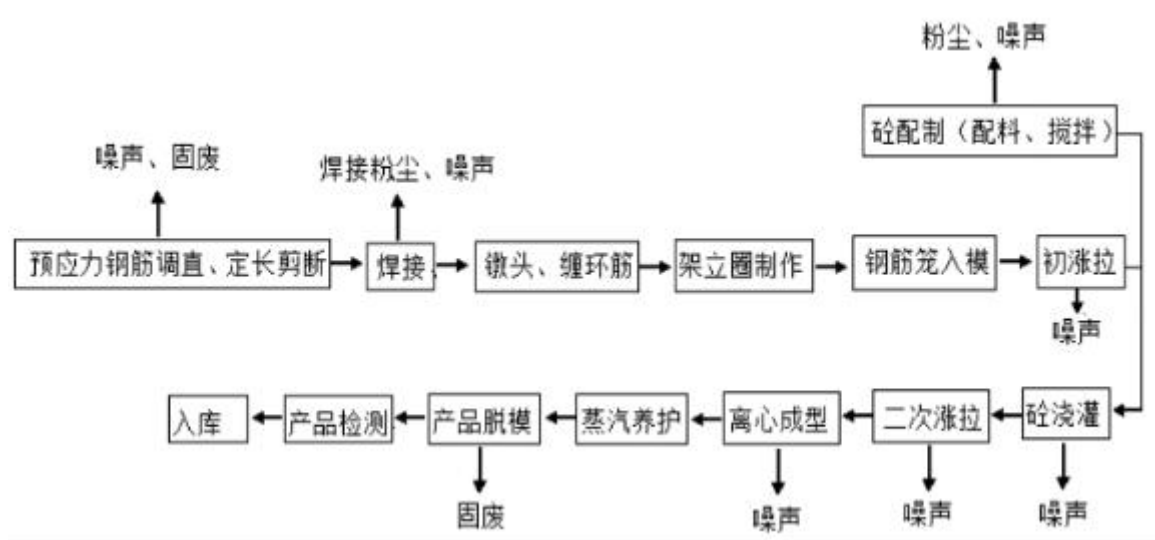 粉尘、噪声
砼配制（配料、搅拌）
噪声、固废
焊接粉尘、噪声
预应力钢筋调直、定长剪断
焊接
镦头、缠环筋
架立圈制作
钢筋笼入模
初涨拉
噪声
入库
产品检测
产品脱模
蒸汽养护
离心成型
二次涨拉
砼浇灌
固废
噪声
噪声
噪声